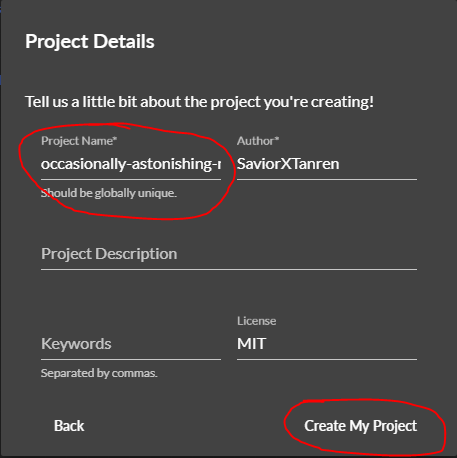 Project Details
Tell us a little bit about the project you're creating!
Project Name* Author*
occasionally-astonishing-r SaviorXTanren
Should be globally unique.
Project Description
License
Keywords MIT
Separated by commas.
Back Create My Project